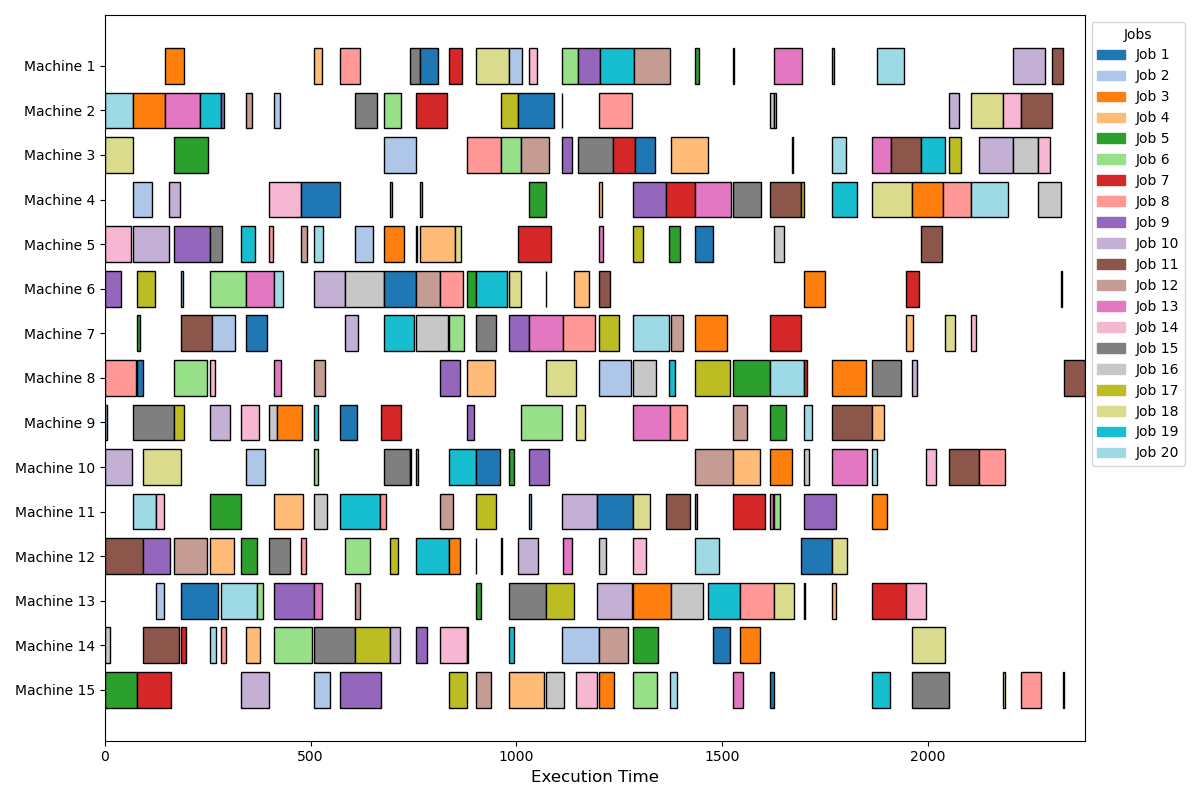 Machine 1
Machine 2
Machine 3
Machine 4
Machine 5
Machine 6
Machine 7
Machine 8
Machine 9
Machine 10
Machine 11
Machine 12
Machine 13
Machine 14
Machine 15
0
500
1000
1500
2000
Execution Time
Jobs
Job 1
Job 2
Job 3
Job 4
Job 5
Job 6
Job 7
Job 8
Job 9
Job 10
Job 11
Job 12
Job 13
Job 14
Job 15
Job 16
Job 17
Job 18
Job 19
Job 20